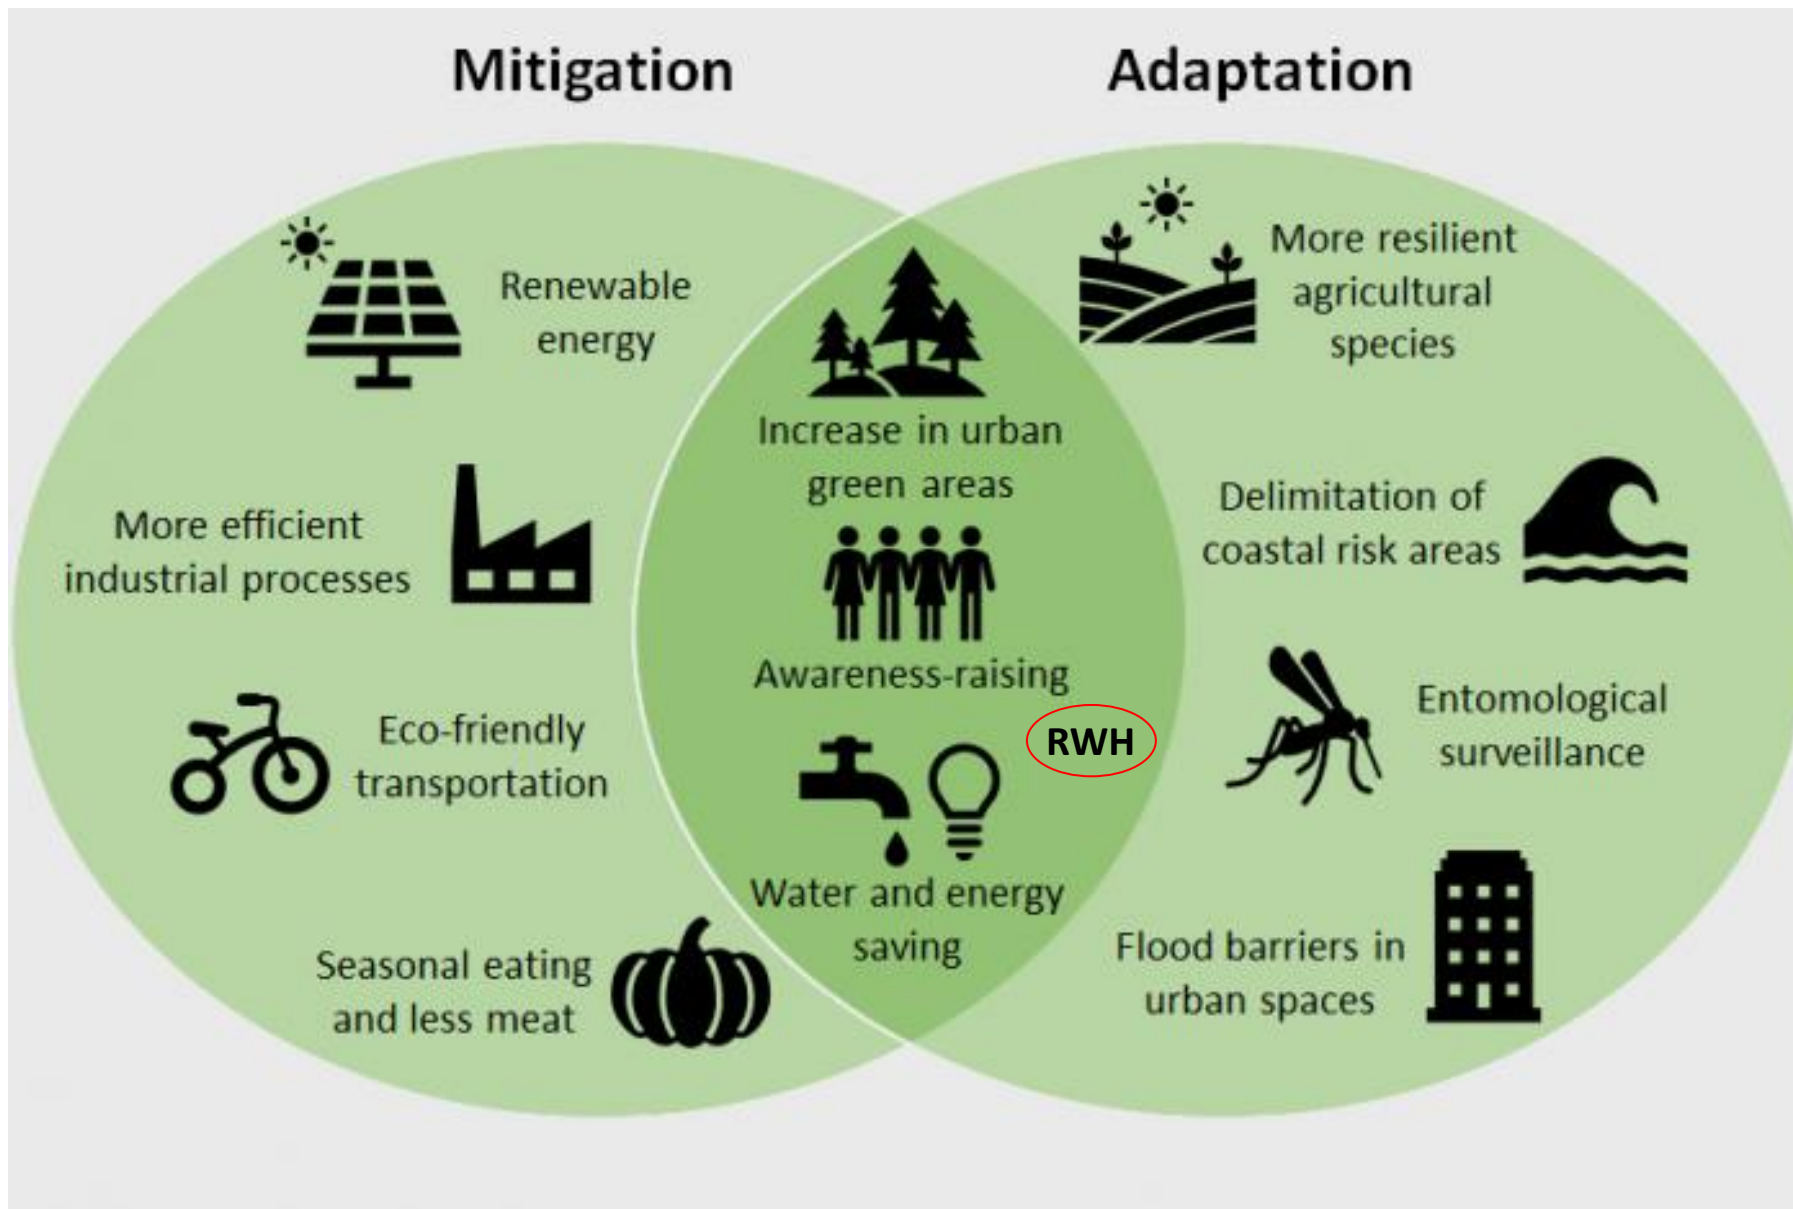 Mitigation
Adaptation
Renewable
energy
More efficient
industrial processes
Eco-friendly
transportation
Seasonal eating
and less meat
Increase in urban
green areas
Awareness-raising
RWH
Water and energy
saving
More resilient
agricultural
species
Delimitation of
coastal risk areas
Entomological
surveillance
Flood barriers in
urban spaces